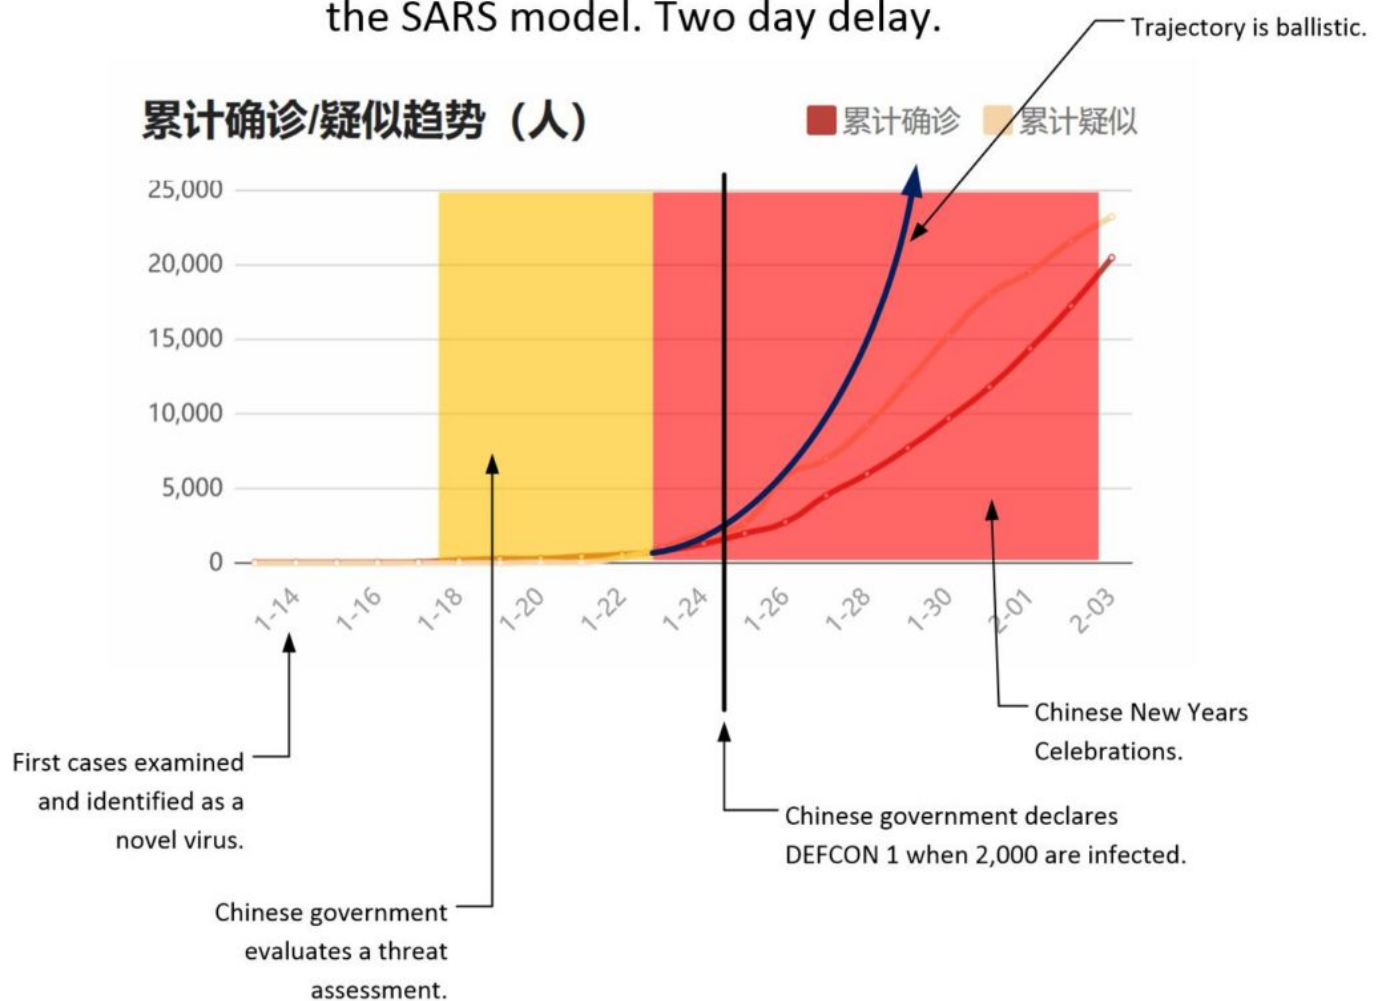 the SARS model. Two day delay.
Trajectory is ballistic.
累计确诊/疑似趋势（人）
累计确诊 累计疑似
25,000
20,000
15,000
10,000
5,000
0
1-14 1-16 1-18 1-20 1-22 1-24 1-26 1-28 1-30 2-01 2-03
Chinese New Years
Celebrations.
First cases examined
and identified as a
novel virus.
Chinese government declares
DEFCON 1 when 2,000 are infected.
Chinese government
evaluates a threat
assessment.